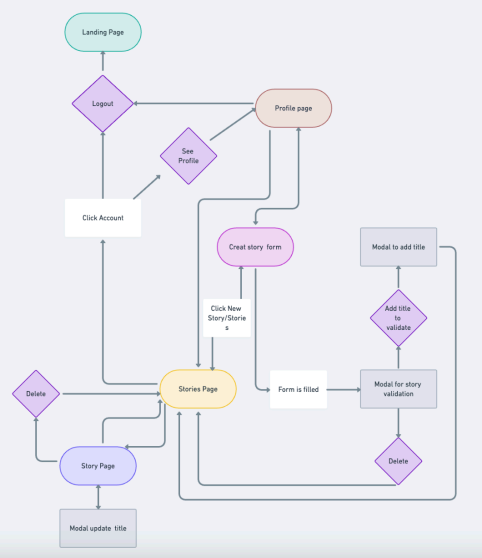 Landing Page
Logout
Profile page
See
Profile
Click Account
Creat story form
Modal to add title
Click New
Story/Storie
s
Add title
to
validate
Stories Page
Delete
Form is filled
Modal for story
validation
Delete
Story Page
Modal update title